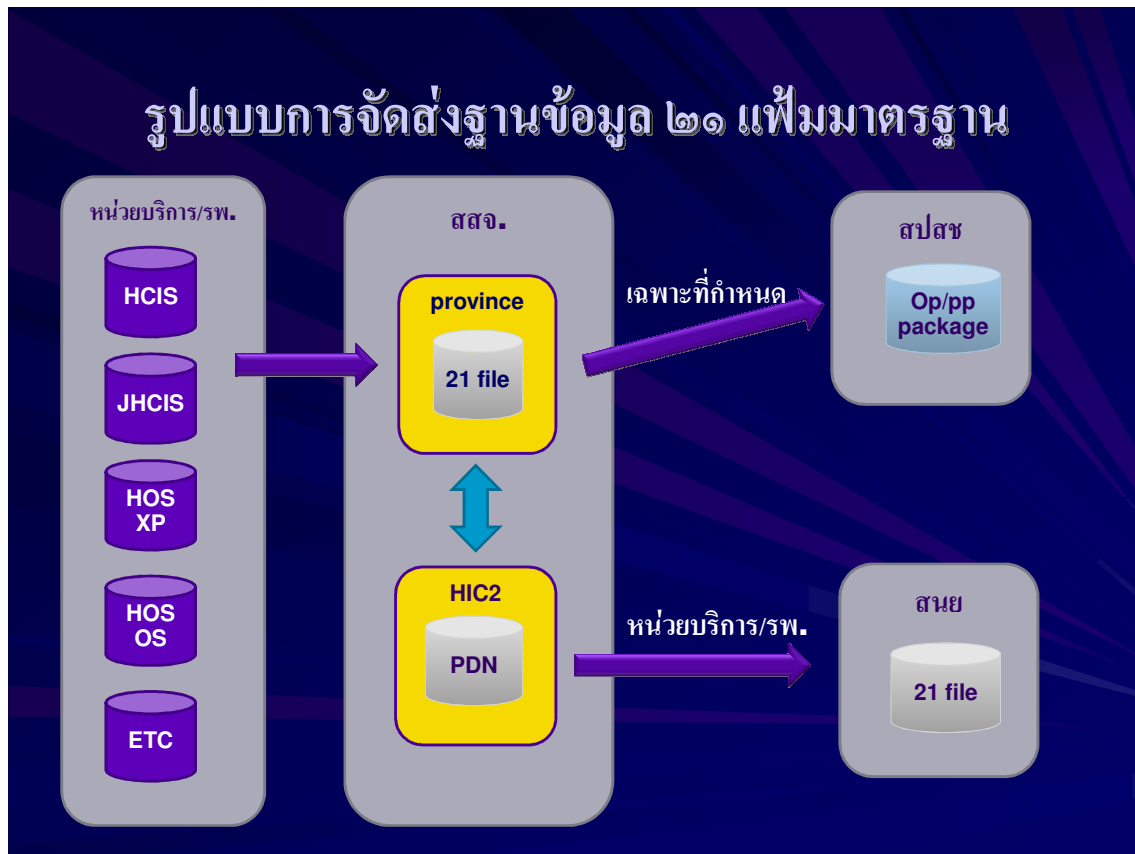 รูปแบบการจัดส่งฐานข้อมูล ๒๑ แฟ้มมาตรฐาน
หน่วยบริการ/รพ.
HCIS
JHCIS
HOS
XP
HOS
OS
ETC
สสจ.
province
21 file
HIC2
PDN
เฉพาะที่กำหนด
หน่วยบริการ/รพ.
สปสช
Op/pp
package
สนย
21 file